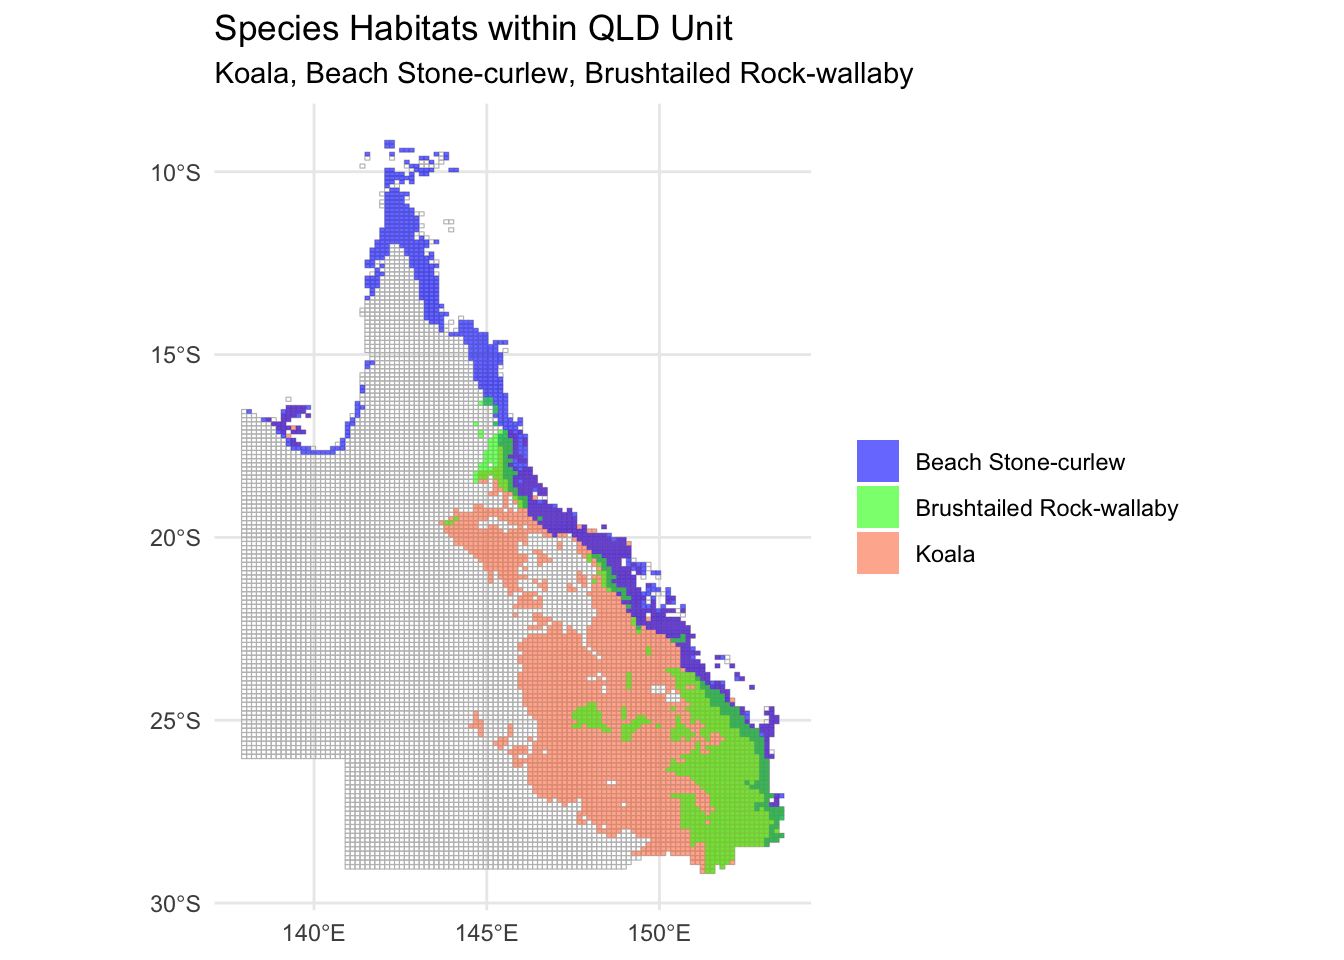 Species Habitats within QLD Unit
Koala, Beach Stone-curlew, Brushtailed Rock-wallaby
10°S
15°S
20°S
25°S
30°S
140°E
145°E
150°E
Beach Stone-curlew
Brushtailed Rock-wallaby
Koala